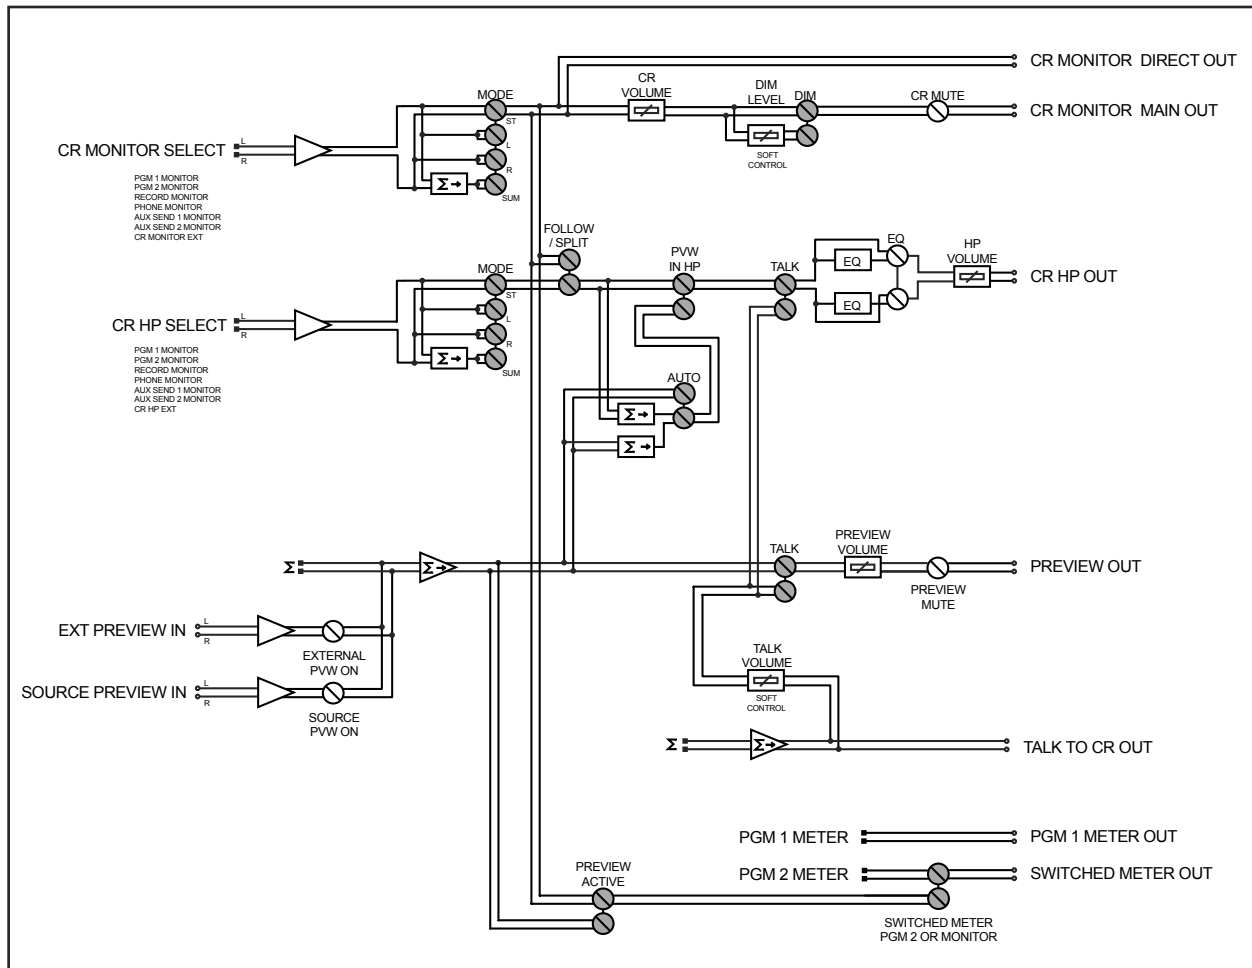 CR MONITOR DIRECT OUT
CR
VOLUME
DIM
LEVEL
DIM
CR MUTE
CR MONITOR MAIN OUT
MODE
ST
L
R
SUM
Σ
SOFT
CONTROL
CR MONITOR SELECT
L
R
PGM 1 MONITOR
PGM 2 MONITOR
RECORD MONITOR
PHONE MONITOR
AUX SEND 1 MONITOR
AUX SEND 2 MONITOR
CR MONITOR EXT
FOLLOW
/ SPLIT
MODE
ST
L
R
SUM
Σ
PVW
IN HP
TALK
EQ
EQ
EQ
HP
VOLUME
CR HP OUT
CR HP SELECT
L
R
PGM 1 MONITOR
PGM 2 MONITOR
RECORD MONITOR
PHONE MONITOR
AUX SEND 1 MONITOR
AUX SEND 2 MONITOR
CR HP EXT
AUTO
Σ
Σ
Σ
Σ
TALK
PREVIEW
VOLUME
PREVIEW OUT
PREVIEW
MUTE
EXT PREVIEW IN
L
R
EXTERNAL
PVW ON
SOURCE PREVIEW IN
L
R
SOURCE
PVW ON
TALK
VOLUME
SOFT
CONTROL
Σ
Σ
TALK TO CR OUT
PGM 1 METER
PGM 1 METER OUT
PGM 2 METER
SWITCHED METER OUT
PREVIEW
ACTIVE
SWITCHED METER
PGM 2 OR MONITOR